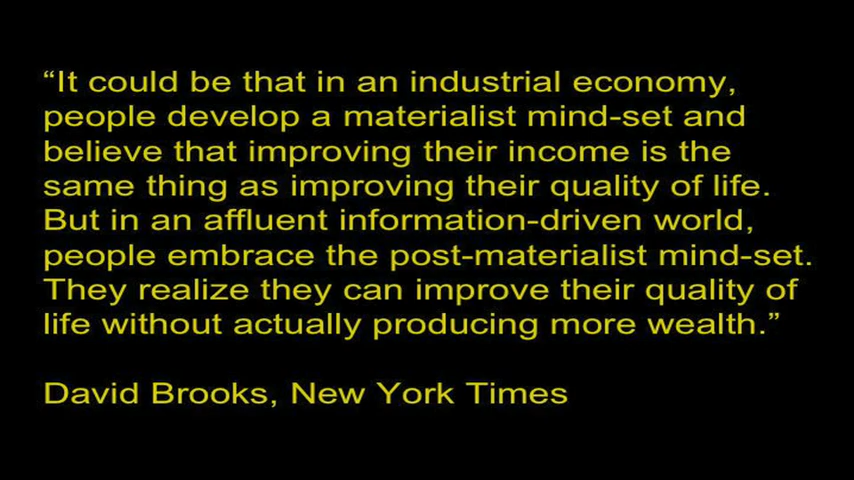 “It could be that in an industrial economy,
people develop a materialist mind-set and
believe that improving their income is the
same thing as improving their quality of life.
But in an affluent information-driven world,
people embrace the post-materialist mind-set.
They realize they can improve their quality of
life without actually producing more wealth.”
David Brooks, New York Times